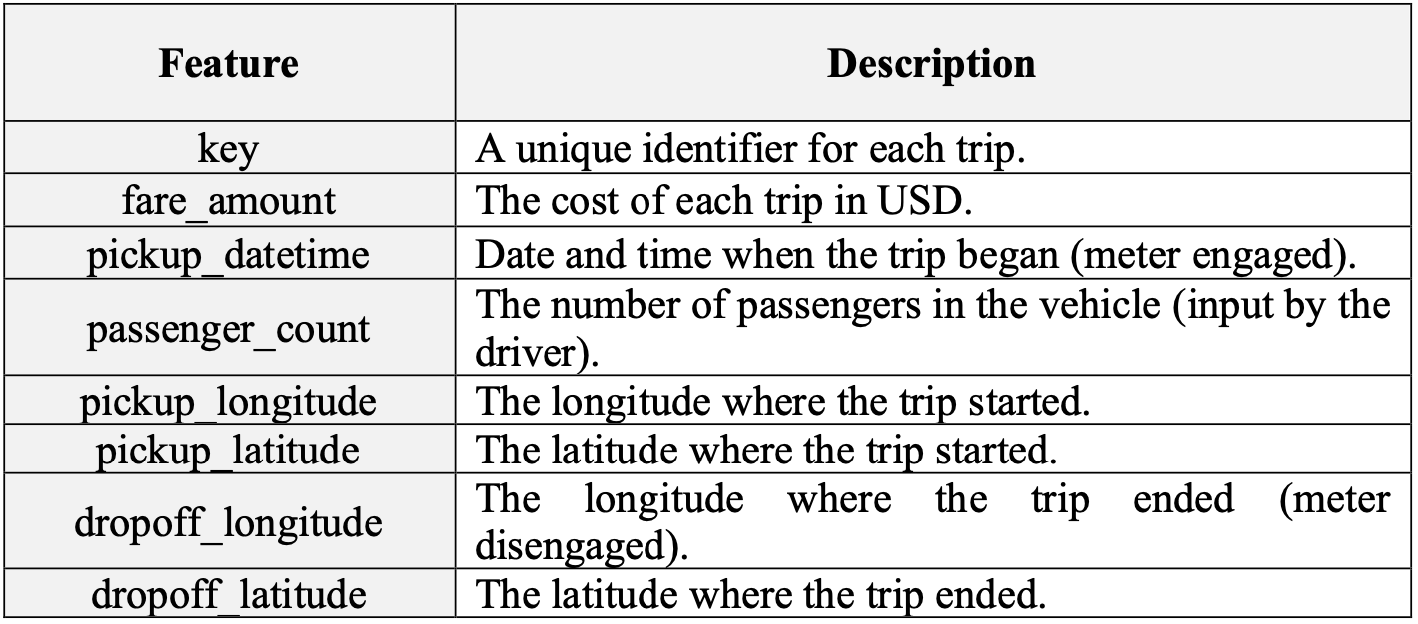 Feature Description
key A unique identifier for each trip.
fare_amount The cost of each trip in USD.
pickup_datetime Date and time when the trip began (meter engaged).
passenger_count The number of passengers in the vehicle (input by the
driver).
pickup_longitude The longitude where the trip started.
pickup_latitude The latitude where the trip started.
dropoff_longitude The longitude where the trip ended (meter
disengaged).
dropoff_latitude The latitude where the trip ended.